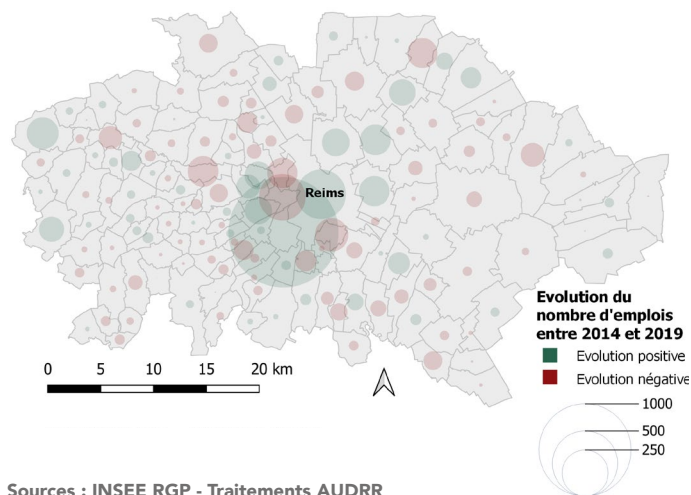 Reims
Evolution du
nombre d'emplois
entre 2014 et 2019
Evolution positive
Evolution négative
0 5 10 15 20 km
1000
500
250
Sources : INSEE RGP - Traitements AUDRR